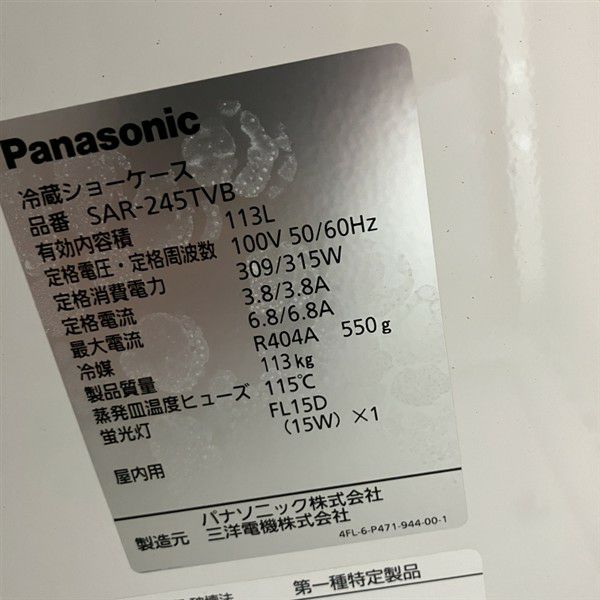 Panasonic
冷蔵ショーケース
品番 SAR-245TVB
有効内容積 113L
定格電圧・定格周波数 100V 50/60Hz
定格消費電力 309/315W
定格電流 3.8/3.8A
最大電流 6.8/6.8A
冷媒 R404A 550g
製品質量 113kg
蒸発皿温度ヒューズ 115℃
蛍光灯 FL15D
(15W)×1
屋内用
パナソニック株式会社
製造元 三洋電機株式会社
4FL-6-P471-944-00-1
第一種特定製品